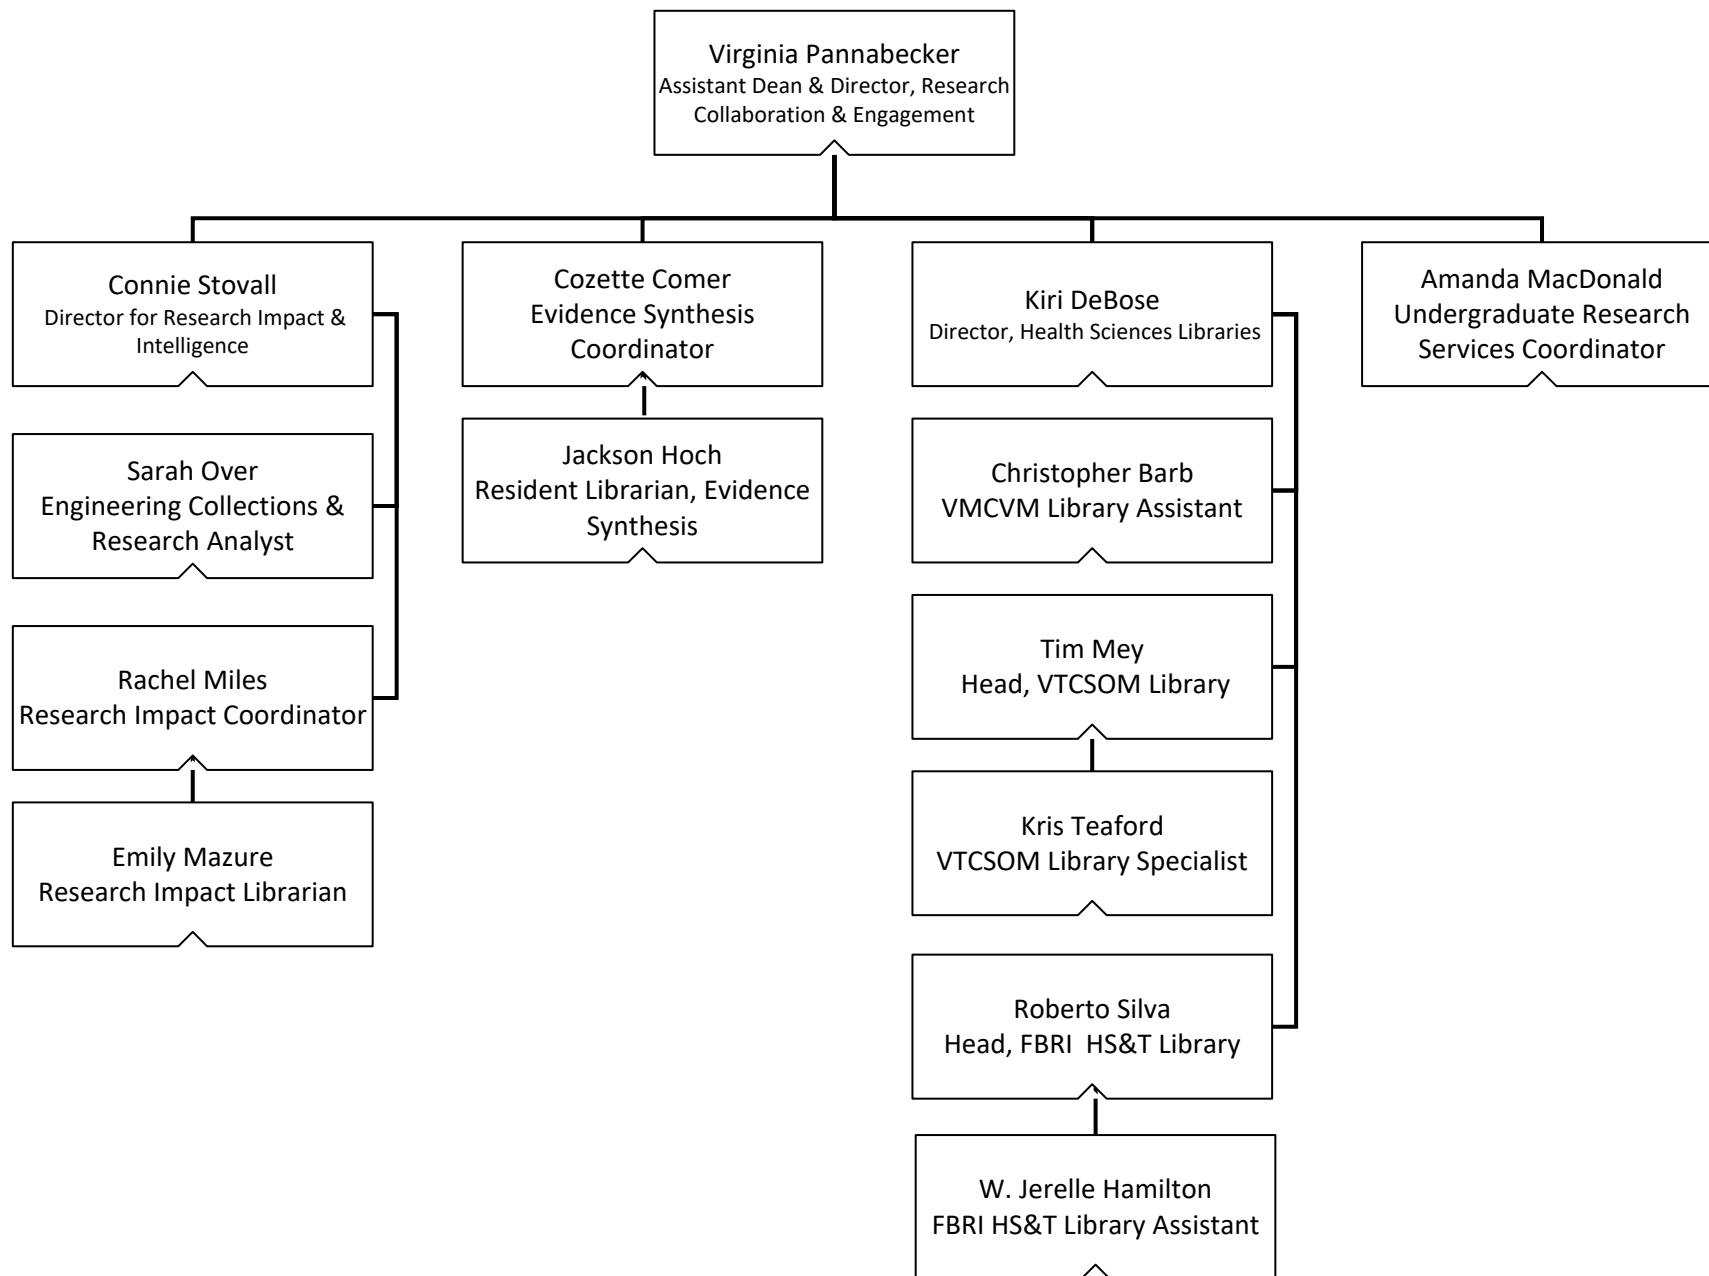 Virginia Pannabecker
Assistant Dean & Director, Research
Collaboration & Engagement
Connie Stovall
Director for Research Impact &
Intelligence
Cozette Comer
Evidence Synthesis
Coordinator
Kiri DeBose
Director, Health Sciences Libraries
Amanda MacDonald
Undergraduate Research
Services Coordinator
Sarah Over
Engineering Collections &
Research Analyst
Jackson Hoch
Resident Librarian, Evidence
Synthesis
Christopher Barb
VMCVM Library Assistant
Rachel Miles
Research Impact Coordinator
Tim Mey
Head, VTCSOM Library
Emily Mazure
Research Impact Librarian
Kris Teaford
VTCSOM Library Specialist
Roberto Silva
Head, FBRI  HS&T Library
W. Jerelle Hamilton
FBRI HS&T Library Assistant